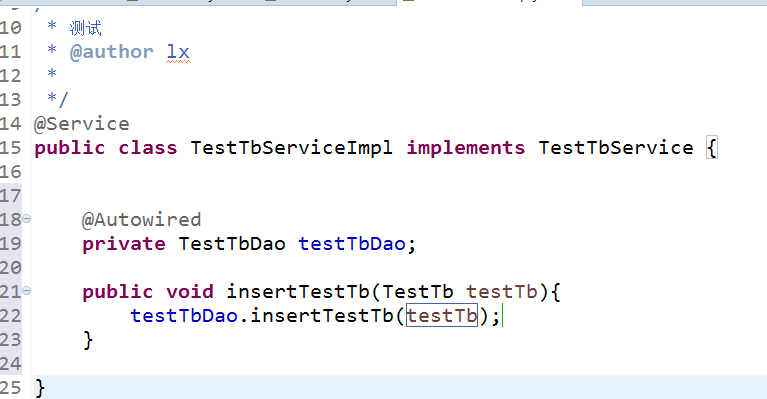 10  * 测试
11  * @author lx
12  *
13  */
14 @Service
15 public class TestTbServiceImpl implements TestTbService {
16
17
18     @Autowired
19     private TestTbDao testTbDao;
20
21     public void insertTestTb(TestTb testTb){
22         testTbDao.insertTestTb(testTb);
23     }
24
25 }